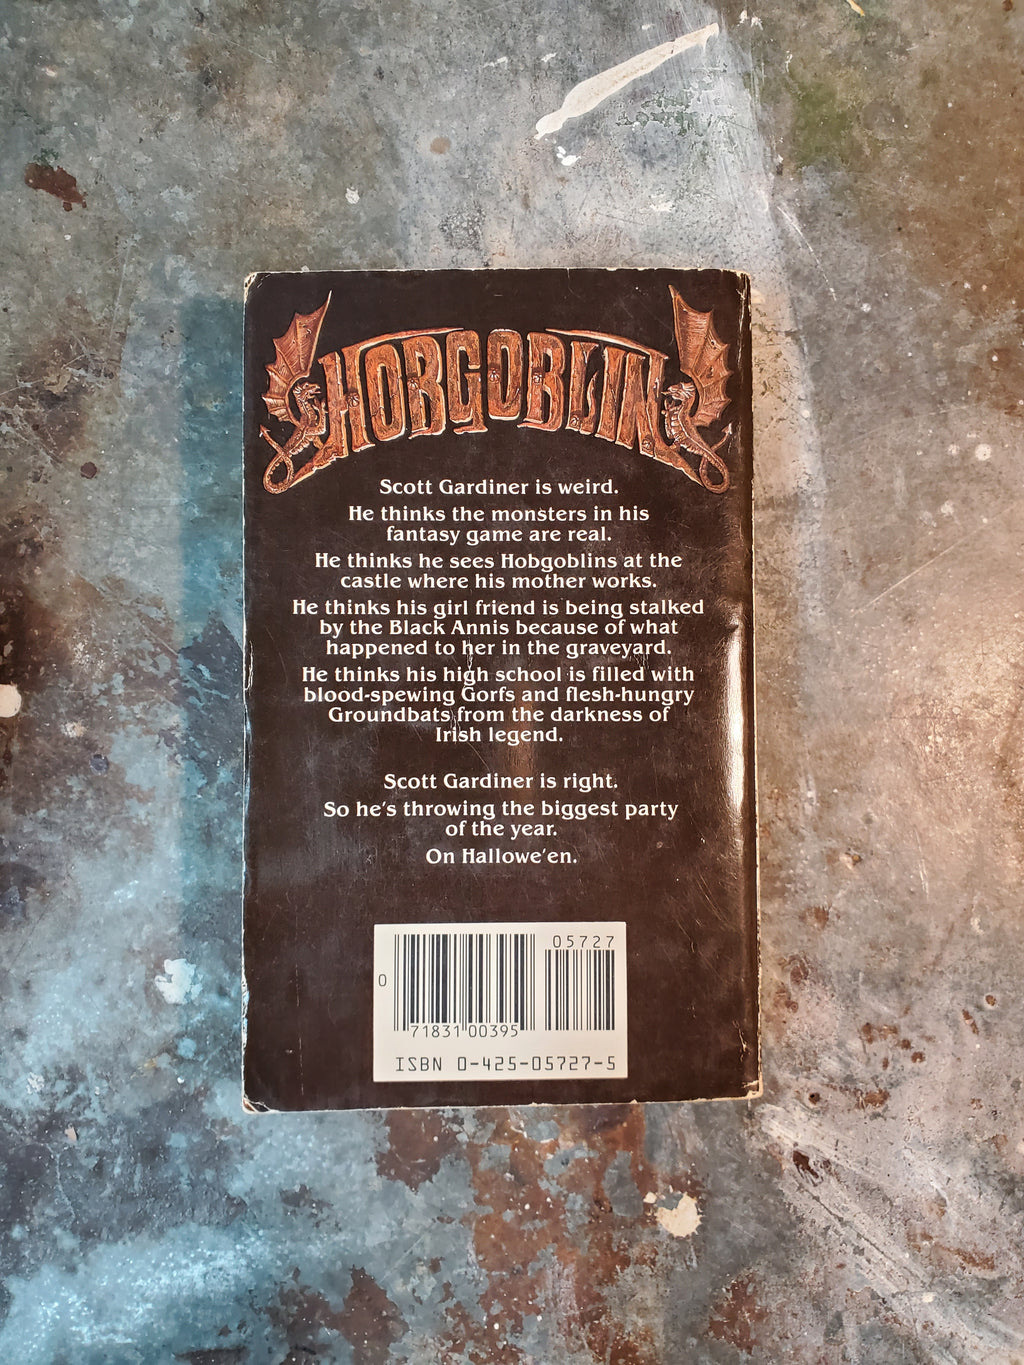 HOBGOBLIN
Scott Gardiner is weird.
He thinks the monsters in his
fantasy game are real.
He thinks he sees Hobgoblins at the
castle where his mother works.
He thinks his girl friend is being stalked
by the Black Annis because of what
happened to her in the graveyard.
He thinks his high school is filled with
blood-spewing Gorfs and flesh-hungry
Groundbats from the darkness of
Irish legend.
Scott Gardiner is right.
So he's throwing the biggest party
of the year.
On Hallowe'en.
05727
0
71831 00395
ISBN 0-425-05727-5